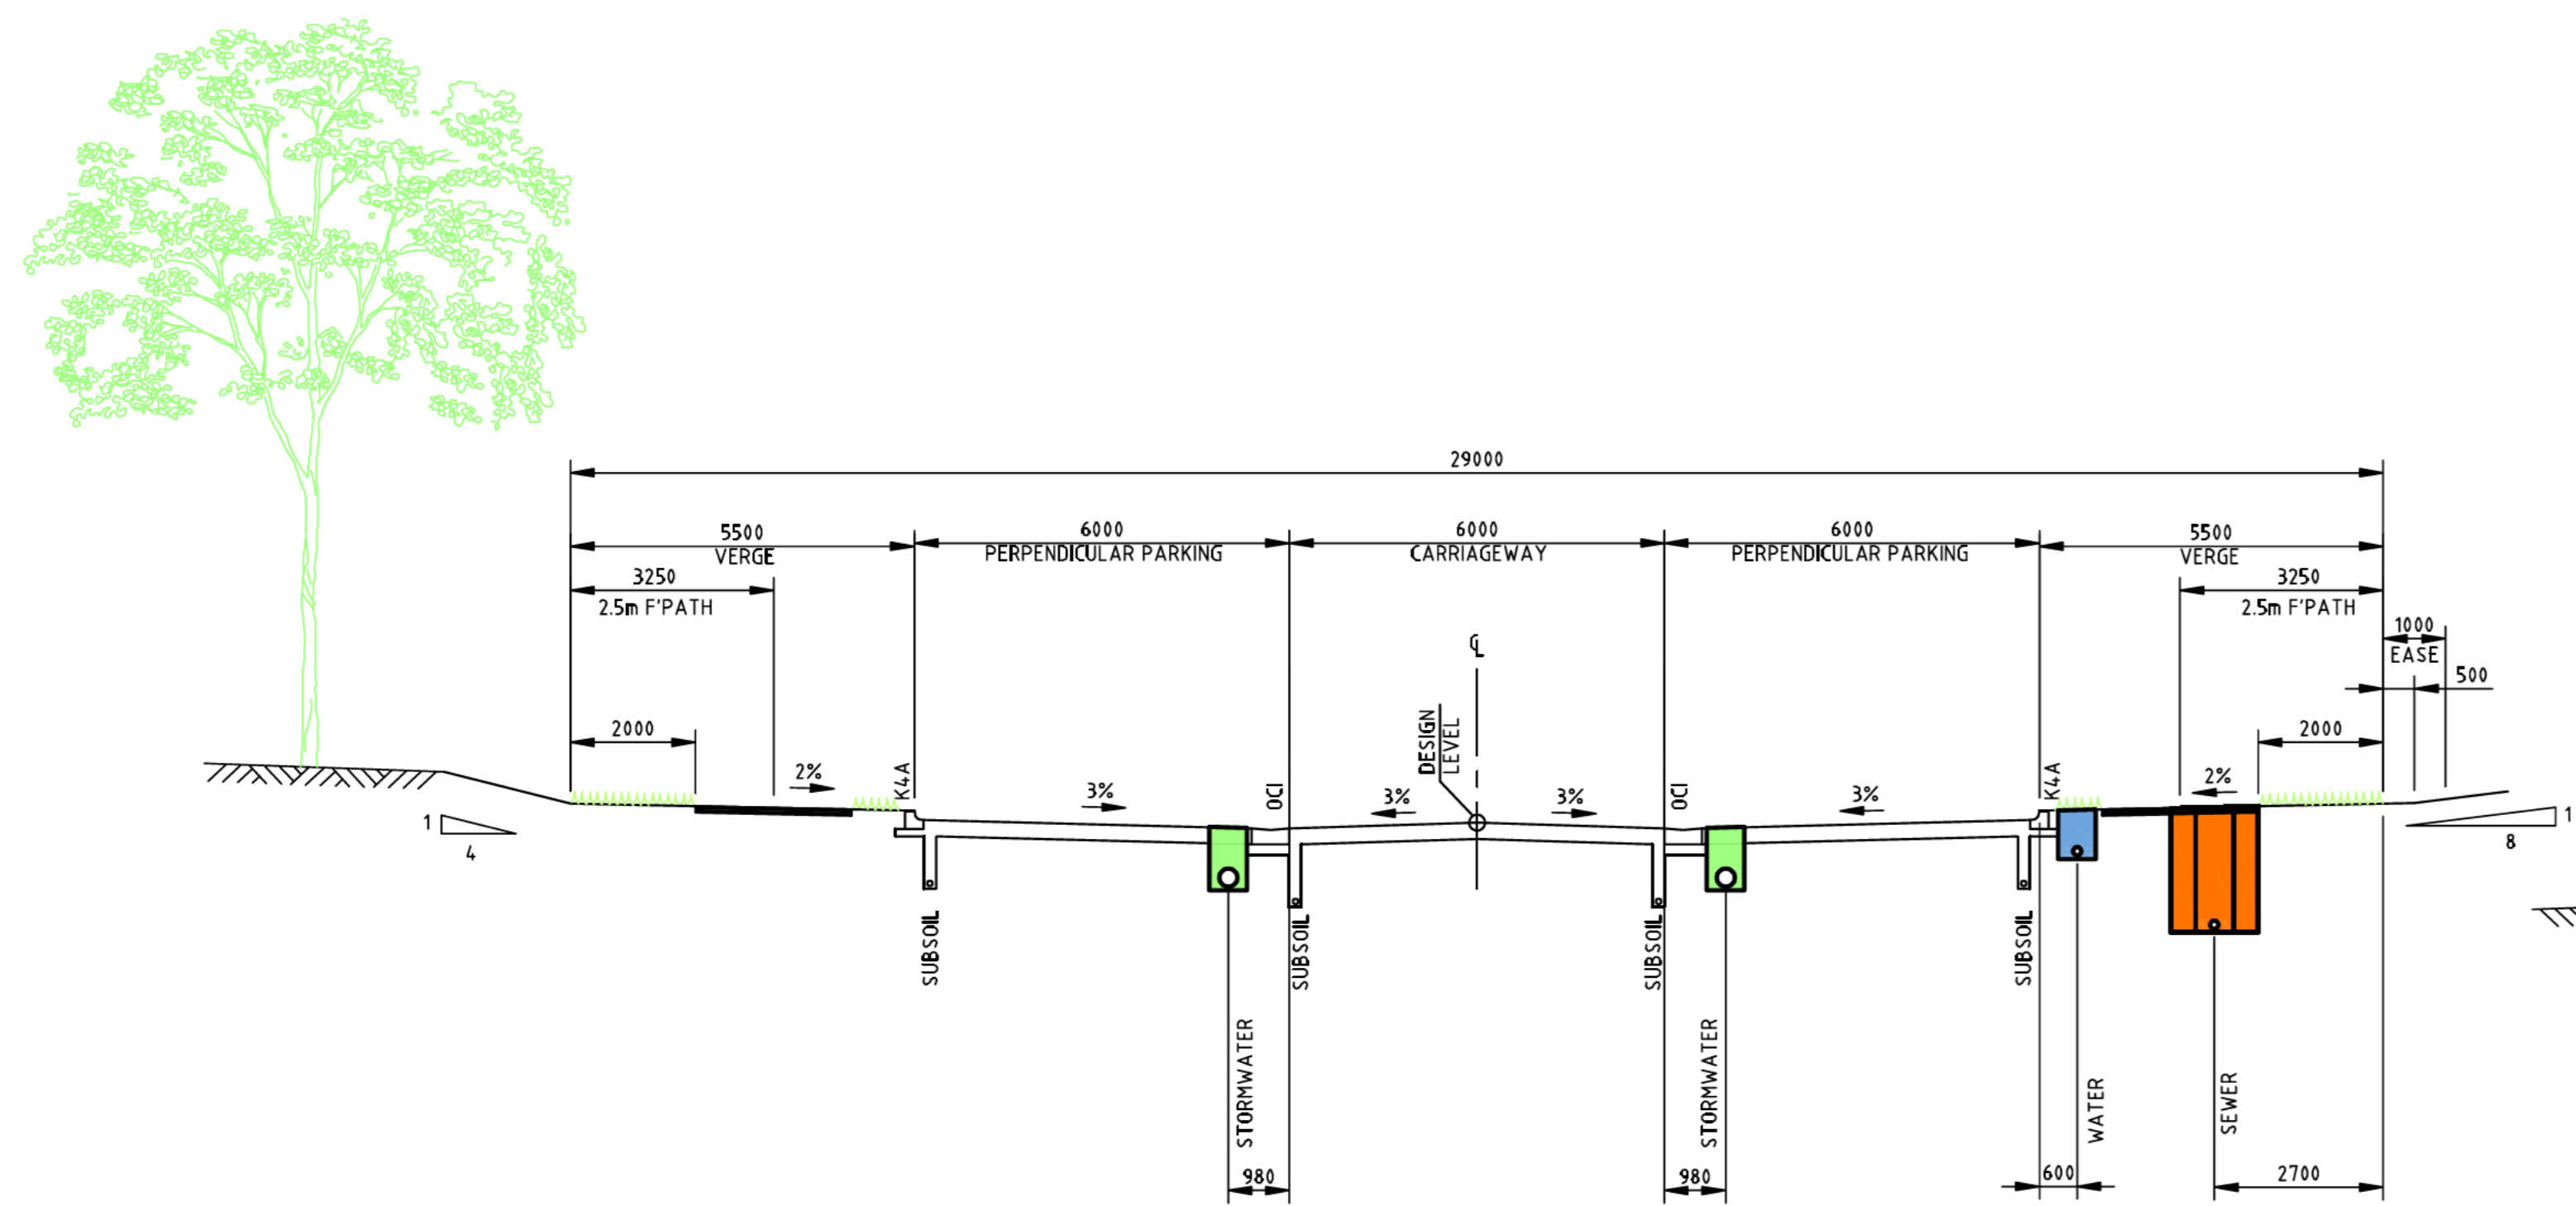 29000
5500
VERGE
6000
PERPENDICULAR PARKING
6000
CARRIAGEWAY
6000
PERPENDICULAR PARKING
5500
VERGE
3250
2.5m F'PATH
3250
2.5m F'PATH
1000
EASE
500
2000
2000
℄
DESIGN
LEVEL
2%
K4A
3%
OCI
3%
3%
OCI
3%
K4A
2%
1
4
1
8
SUBSOIL
SUBSOIL
SUBSOIL
SUBSOIL
STORMWATER
STORMWATER
WATER
SEWER
980
980
600
2700